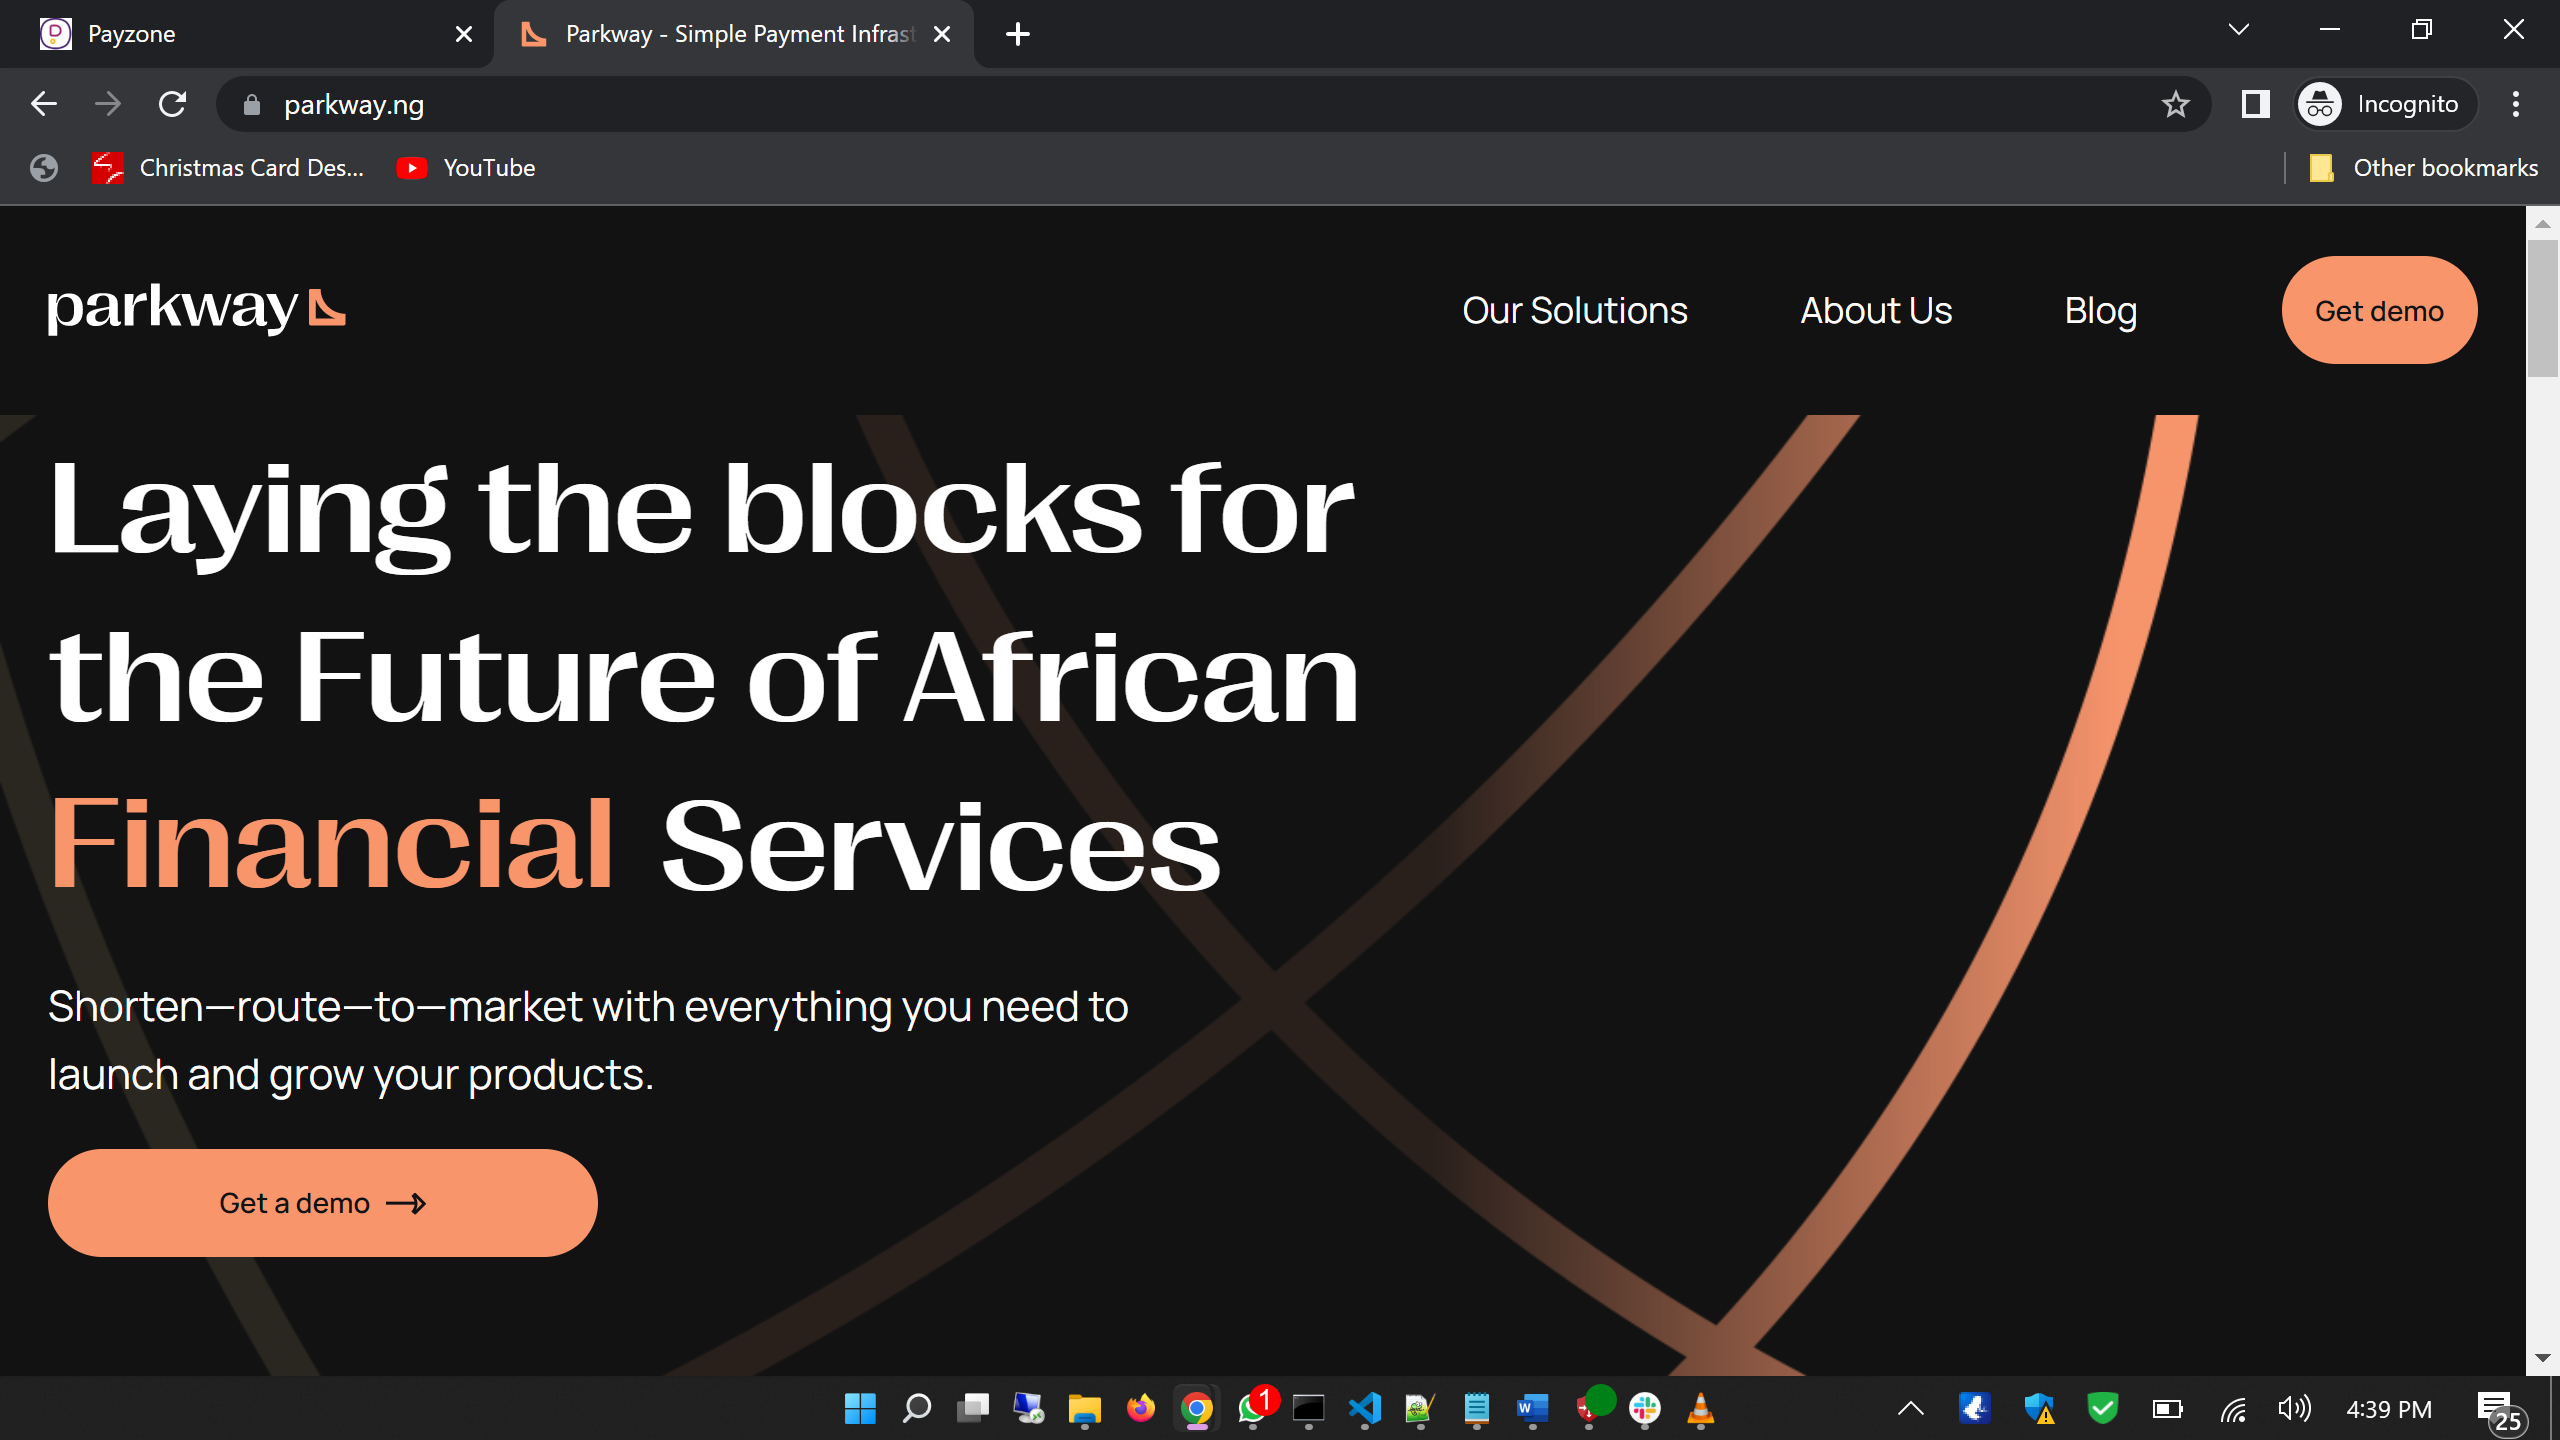 Payzone
Parkway - Simple Payment Infrast
parkway.ng
Incognito
Christmas Card Des...
YouTube
Other bookmarks
parkway
Our Solutions
About Us
Blog
Get demo
Laying the blocks for
the Future of African
Financial Services
Shorten—route—to—market with everything you need to
launch and grow your products.
Get a demo
1
4:39 PM
25